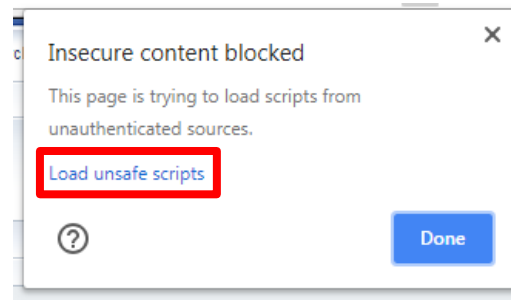 Insecure content blocked
This page is trying to load scripts from
unauthenticated sources.
Load unsafe scripts
Done